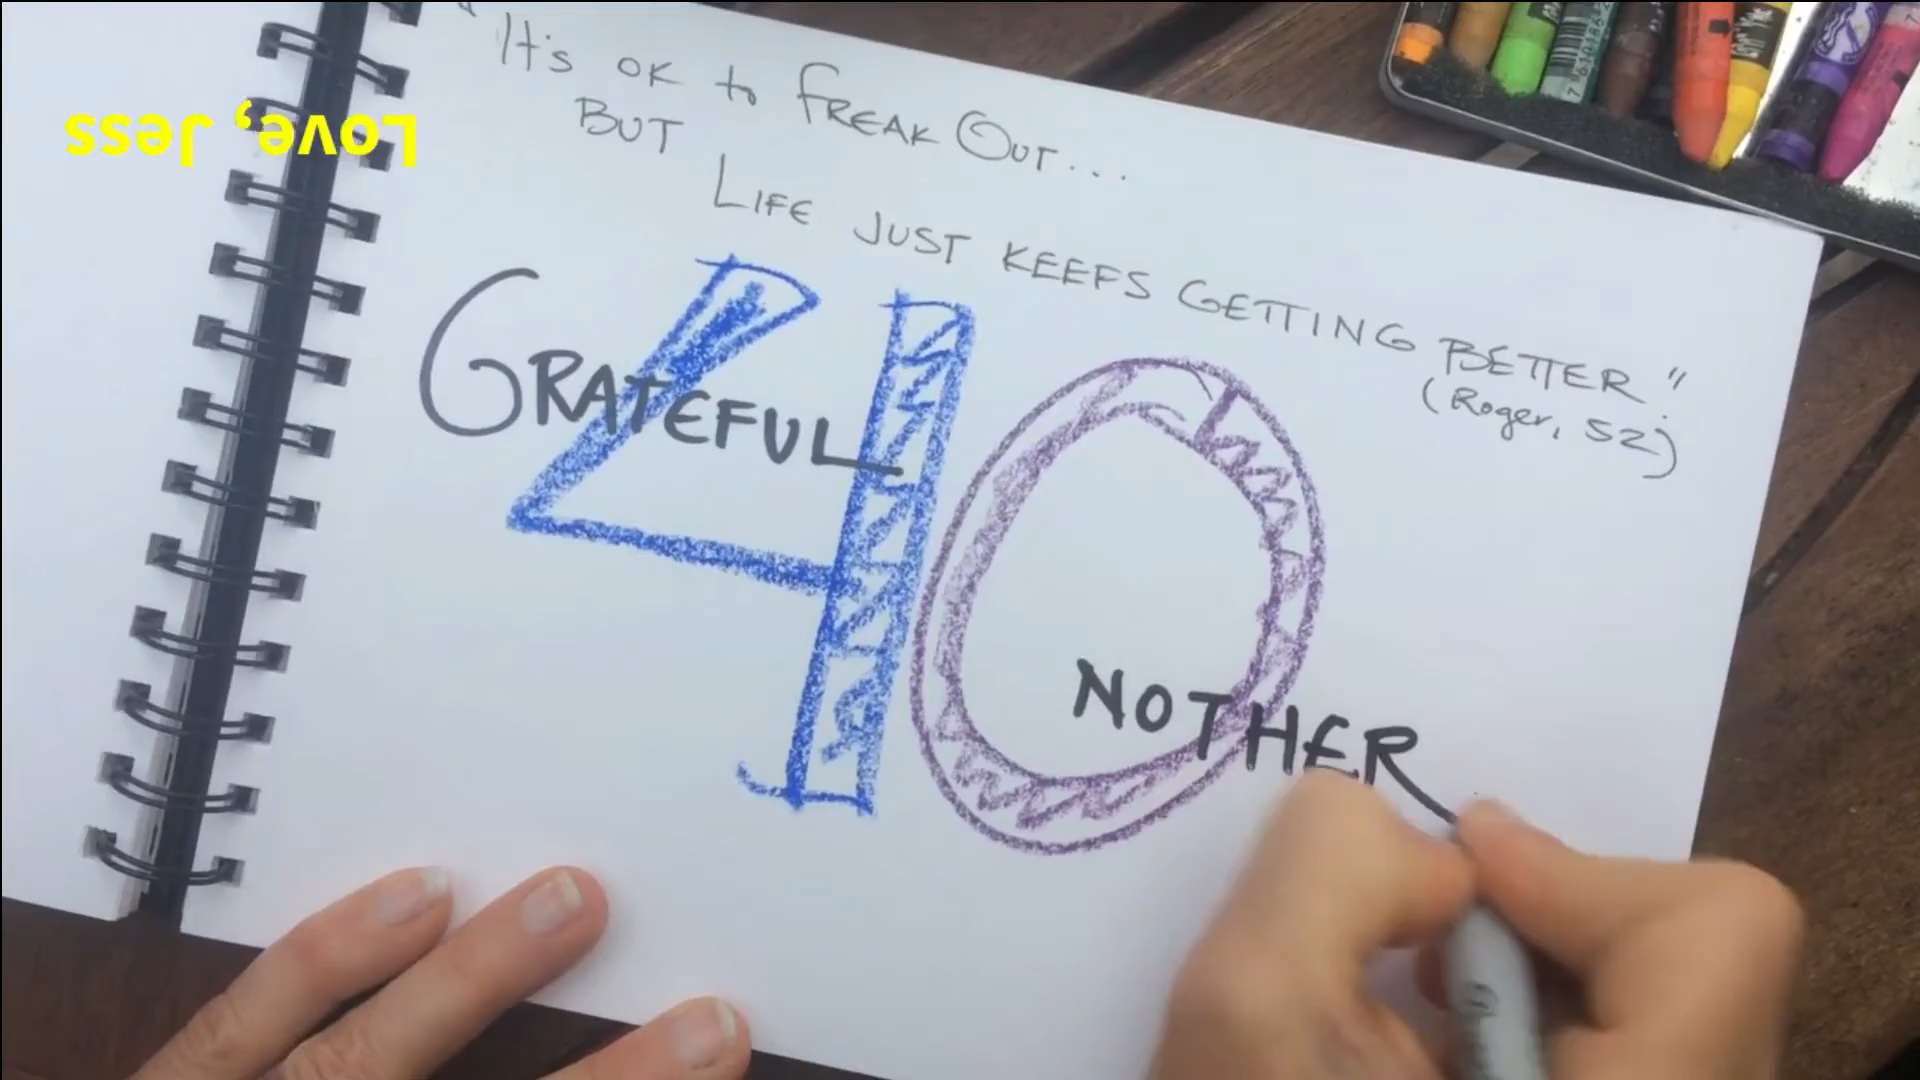 "It's OK to FREAK OUT...
BUT
LIFE JUST KEEPS GETTING BETTER"
(Roger, 52)
Love, Jess
GRATEFUL
40
NOTHER